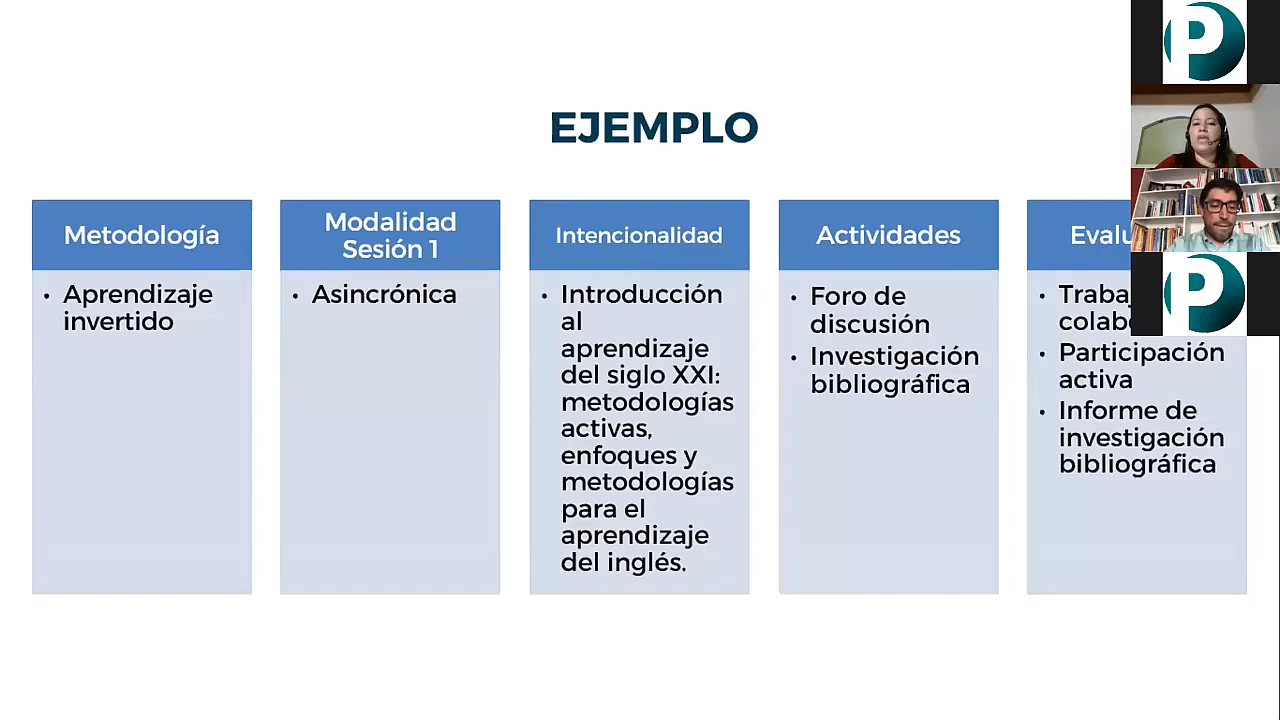 EJEMPLO
Metodología
• Aprendizaje
invertido
Modalidad
Sesión 1
• Asincrónica
Intencionalidad
• Introducción
al
aprendizaje
del siglo XXI:
metodologías
activas,
enfoques y
metodologías
para el
aprendizaje
del inglés.
Actividades
• Foro de
discusión
• Investigación
bibliográfica
• Participación
activa
• Informe de
investigación
bibliográfica
P
P